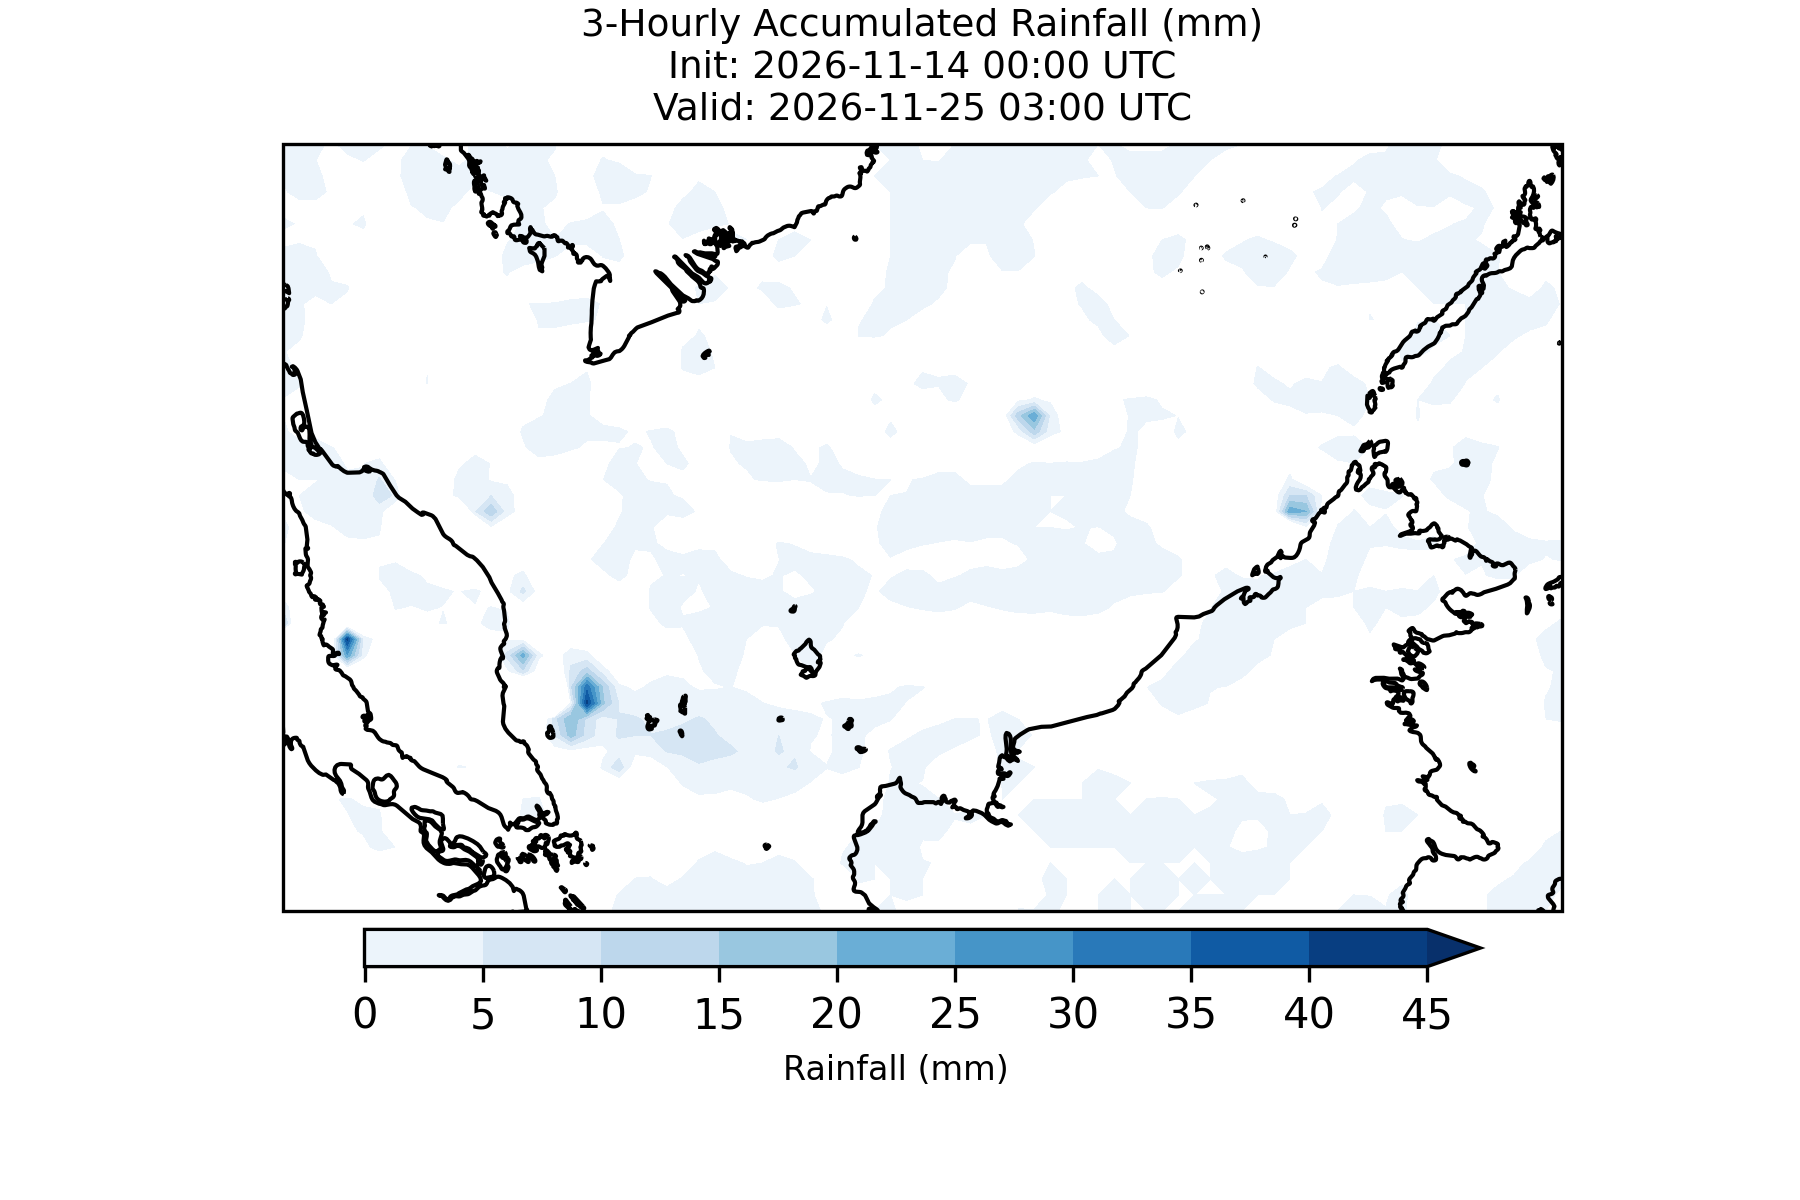 3-Hourly Accumulated Rainfall (mm)
Init: 2026-11-14 00:00 UTC
Valid: 2026-11-25 03:00 UTC
0 5 10 15 20 25 30 35 40 45
Rainfall (mm)